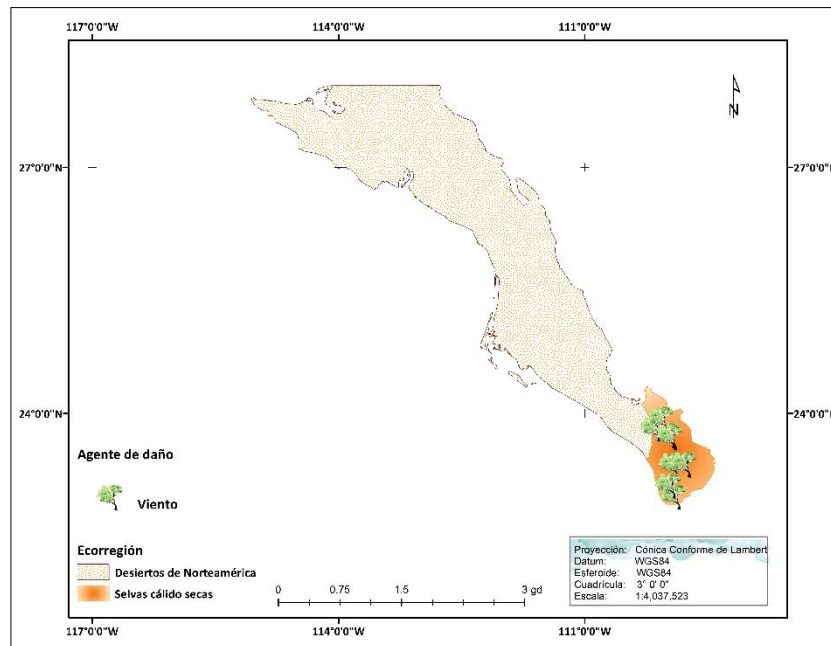 117°0'0"W 114°0'0"W 111°0'0"W
N
27°0'0"N 27°0'0"N
24°0'0"N 24°0'0"N
Agente de daño
Viento
Ecorregión
Desiertos de Norteamérica
Selvas cálido secas
0 0.75 1.5 3 gd
Proyección: Cónica Conforme de Lambert
Datum: WGS84
Esferoide: WGS84
Cuadrícula: 3° 0' 0"
Escala: 1:4,037,523
117°0'0"W 114°0'0"W 111°0'0"W